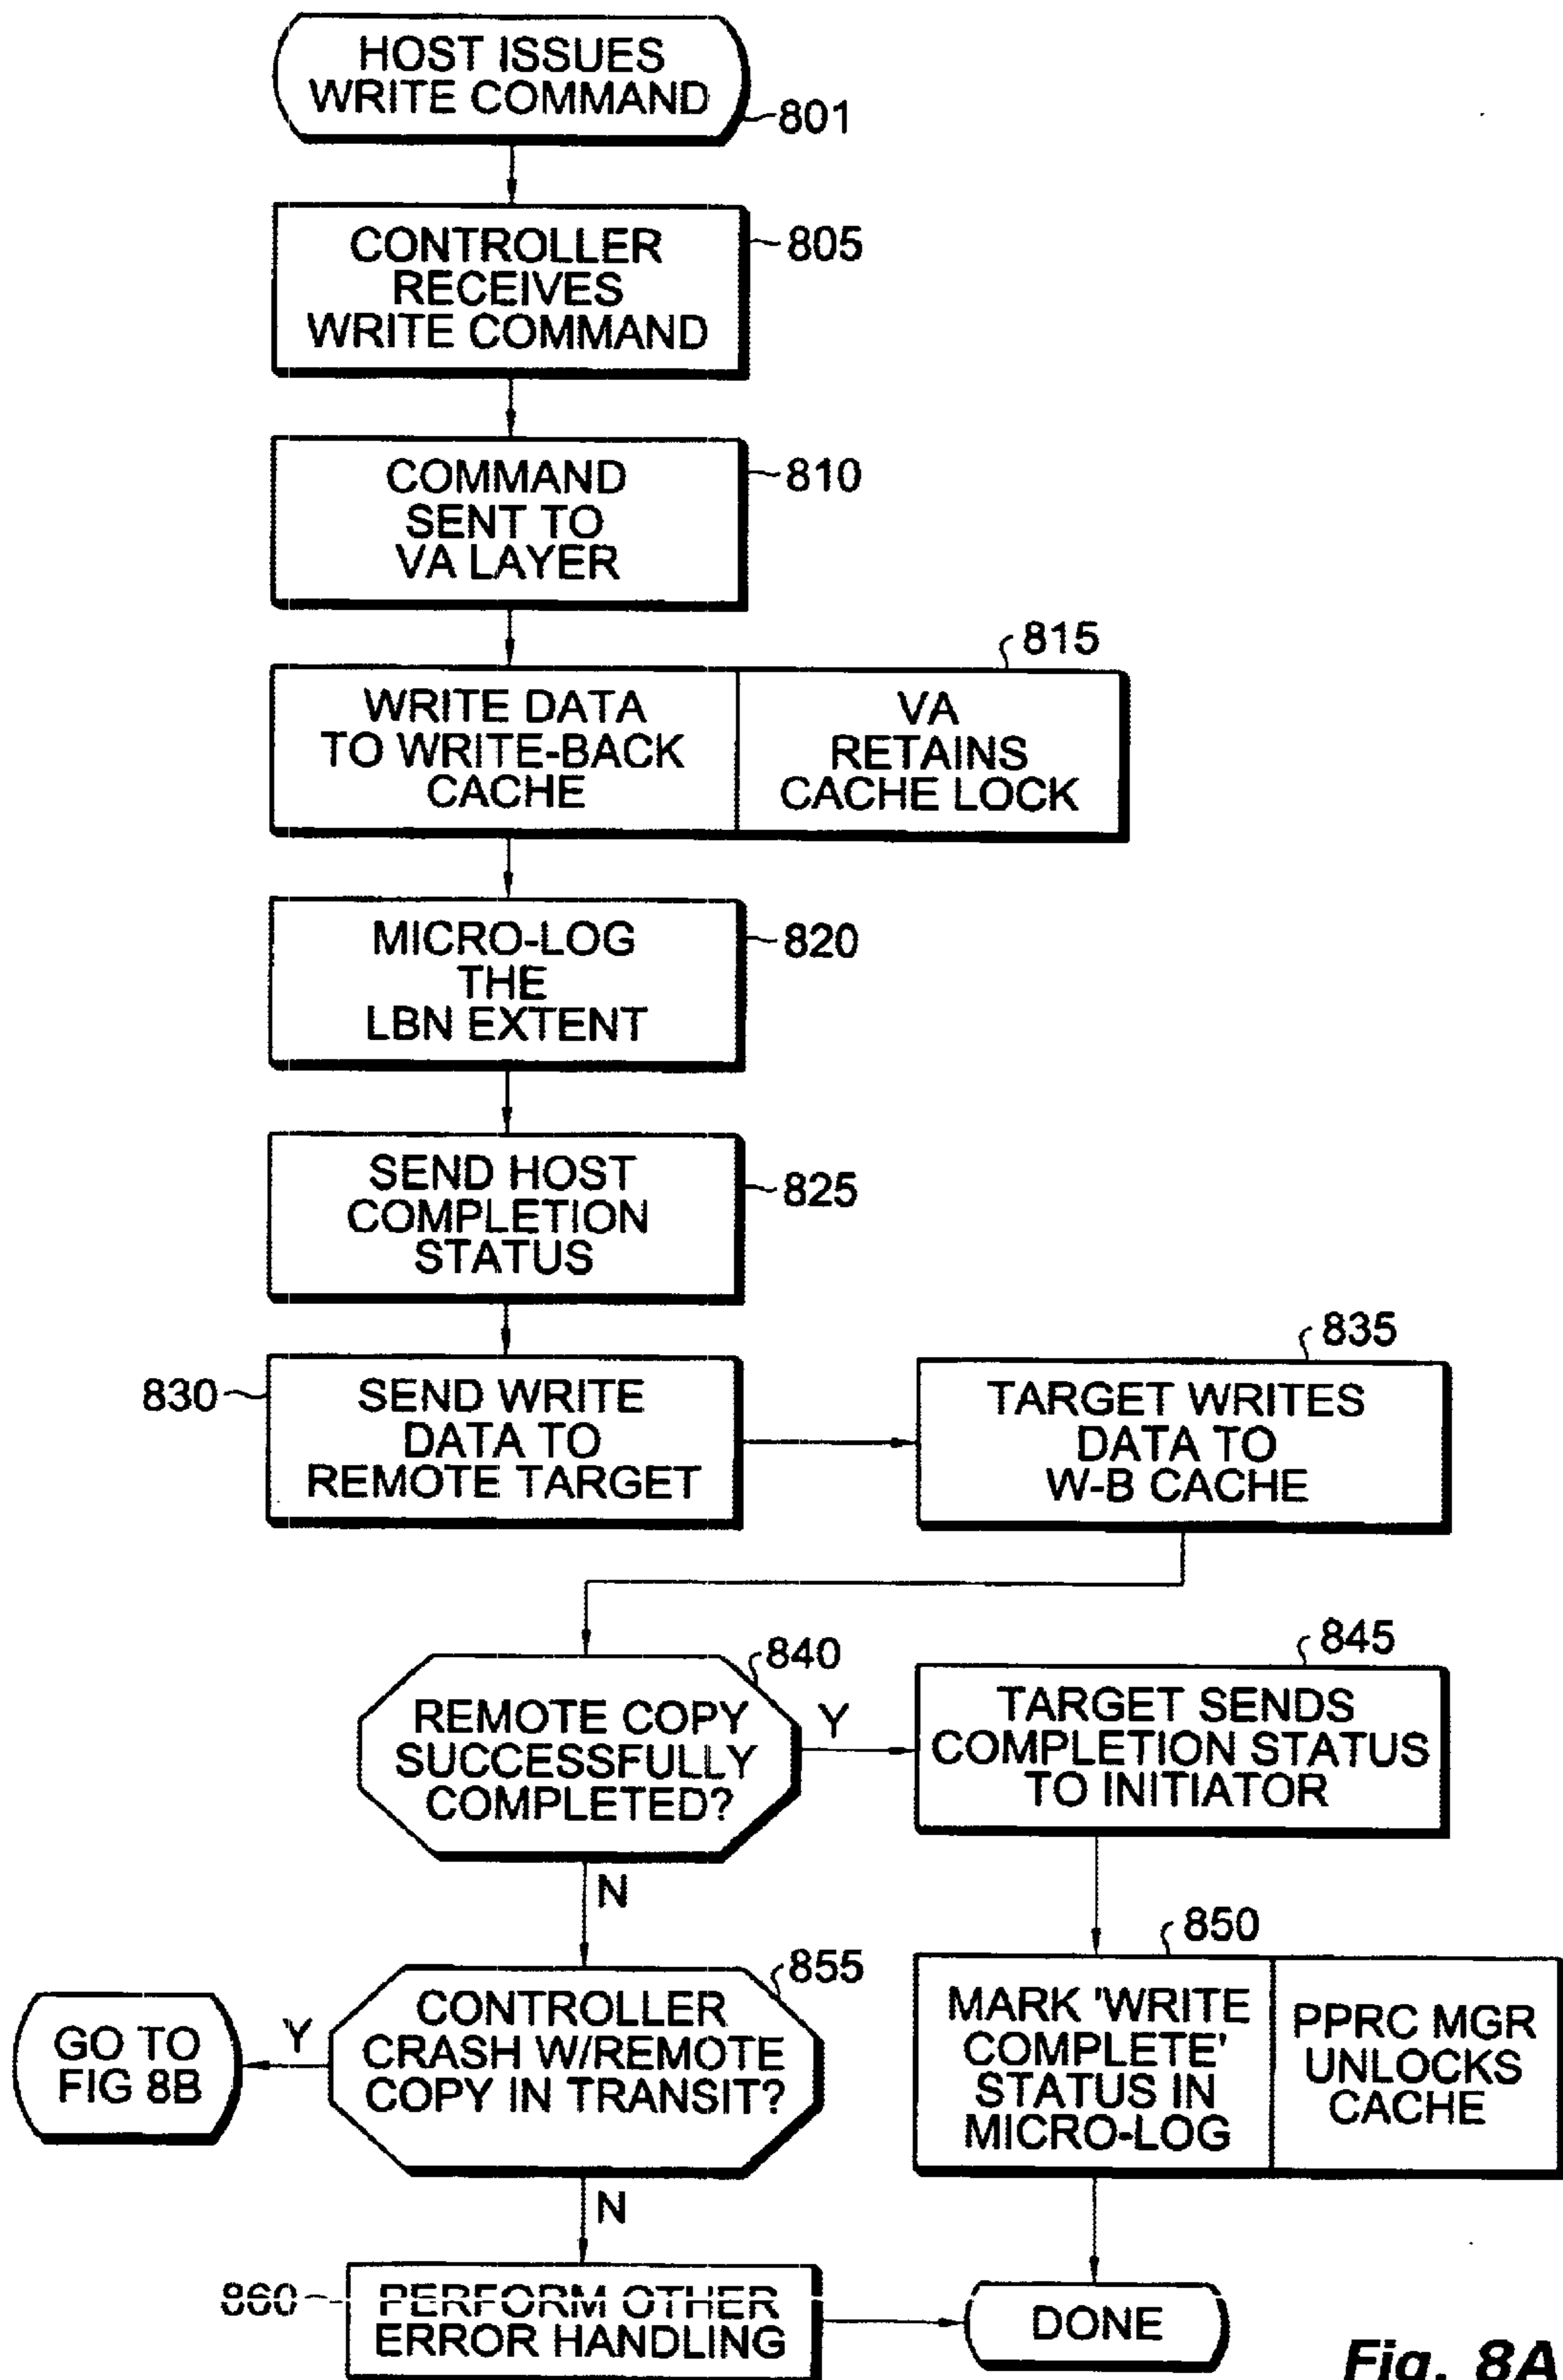 HOST ISSUES
WRITE COMMAND
801
CONTROLLER
RECEIVES
WRITE COMMAND
805
COMMAND
SENT TO
VA LAYER
810
815
WRITE DATA
TO WRITE-BACK
CACHE
VA
RETAINS
CACHE LOCK
MICRO-LOG
THE
LBN EXTENT
820
SEND HOST
COMPLETION
STATUS
825
830
SEND WRITE
DATA TO
REMOTE TARGET
835
TARGET WRITES
DATA TO
W-B CACHE
840
REMOTE COPY
SUCCESSFULLY
COMPLETED?
Y
N
845
TARGET SENDS
COMPLETION STATUS
TO INITIATOR
850
MARK 'WRITE
COMPLETE'
STATUS IN
MICRO-LOG
PPRC MGR
UNLOCKS
CACHE
855
CONTROLLER
CRASH W/REMOTE
COPY IN TRANSIT?
Y
N
GO TO
FIG 8B
860
PERFORM OTHER
ERROR HANDLING
DONE
Fig. 8A